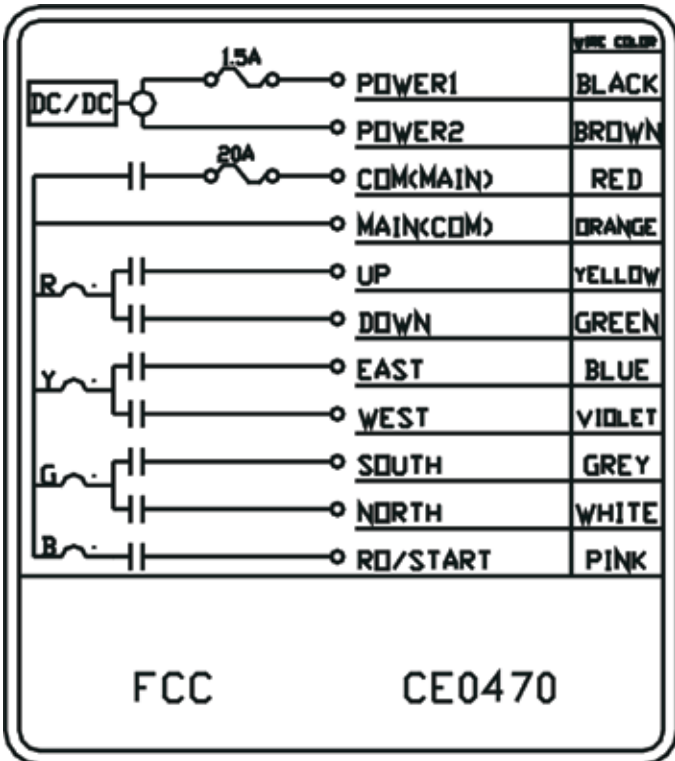 WIRE COLOR
1.5A
DC/DC POWER1 BLACK
POWER2 BROWN
20A
COM(MAIN) RED
MAIN(COM) ORANGE
R UP YELLOW
DOWN GREEN
Y EAST BLUE
WEST VIOLET
G SOUTH GREY
NORTH WHITE
B RO/START PINK
FCC CE0470